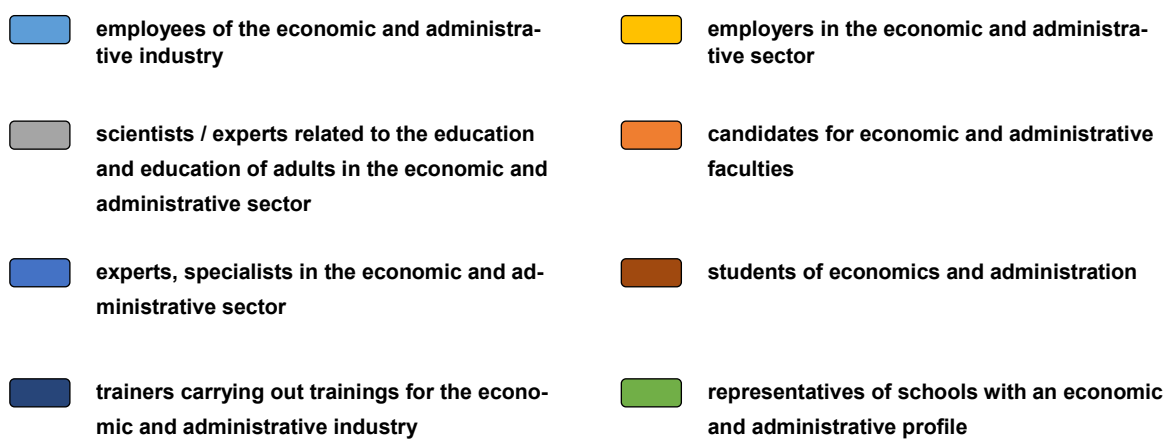 employees of the economic and administra-
tive industry
employers in the economic and administra-
tive sector
scientists / experts related to the education
and education of adults in the economic and
administrative sector
candidates for economic and administrative
faculties
experts, specialists in the economic and ad-
ministrative sector
students of economics and administration
trainers carrying out trainings for the econo-
mic and administrative industry
representatives of schools with an economic
and administrative profile